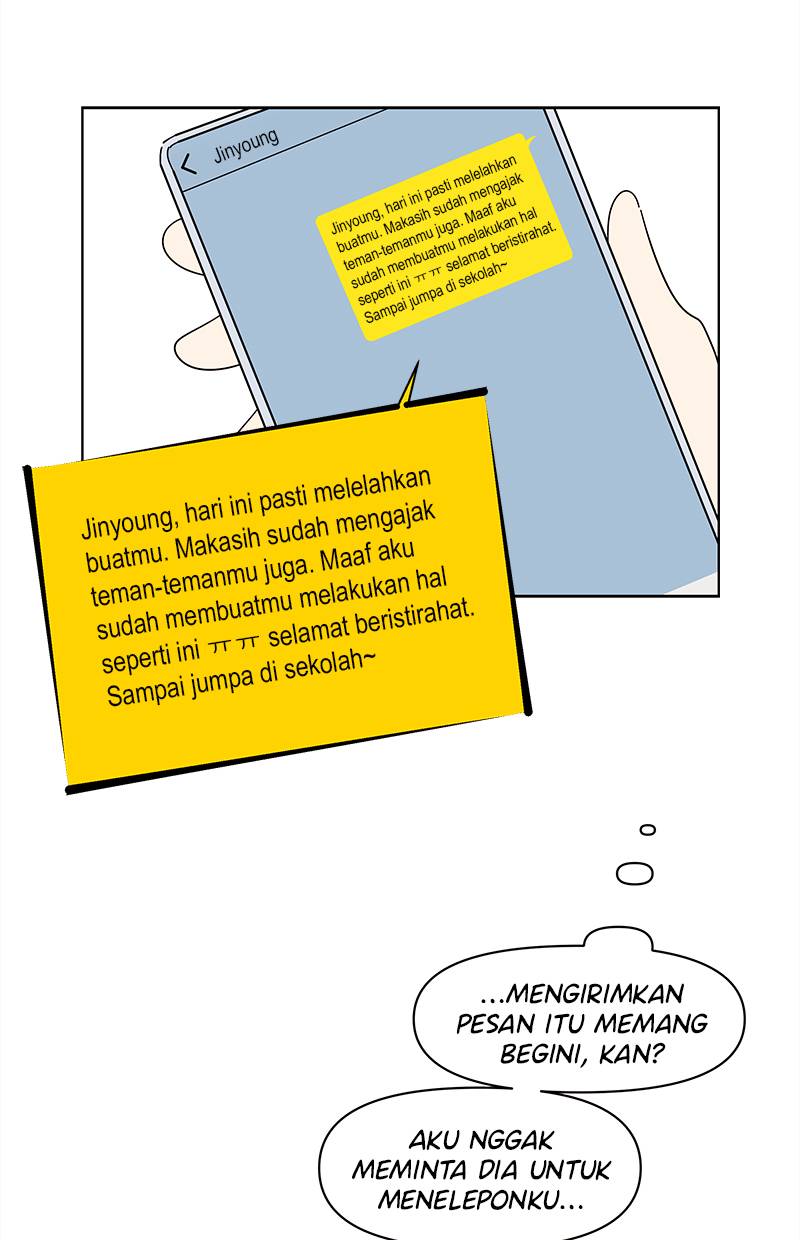 Jinyoung
Jinyoung, hari ini pasti melelahkan
buatmu. Makasih sudah mengajak
teman-temanmu juga. Maaf aku
sudah membuatmu melakukan hal
seperti ini ㅠㅠ selamat beristirahat.
Sampai jumpa di sekolah~
Jinyoung, hari ini pasti melelahkan
buatmu. Makasih sudah mengajak
teman-temanmu juga. Maaf aku
sudah membuatmu melakukan hal
seperti ini ㅠㅠ selamat beristirahat.
Sampai jumpa di sekolah~
...MENGIRIMKAN
PESAN ITU MEMANG
BEGINI, KAN?
AKU NGGAK
MEMINTA DIA UNTUK
MENELEPONKU...